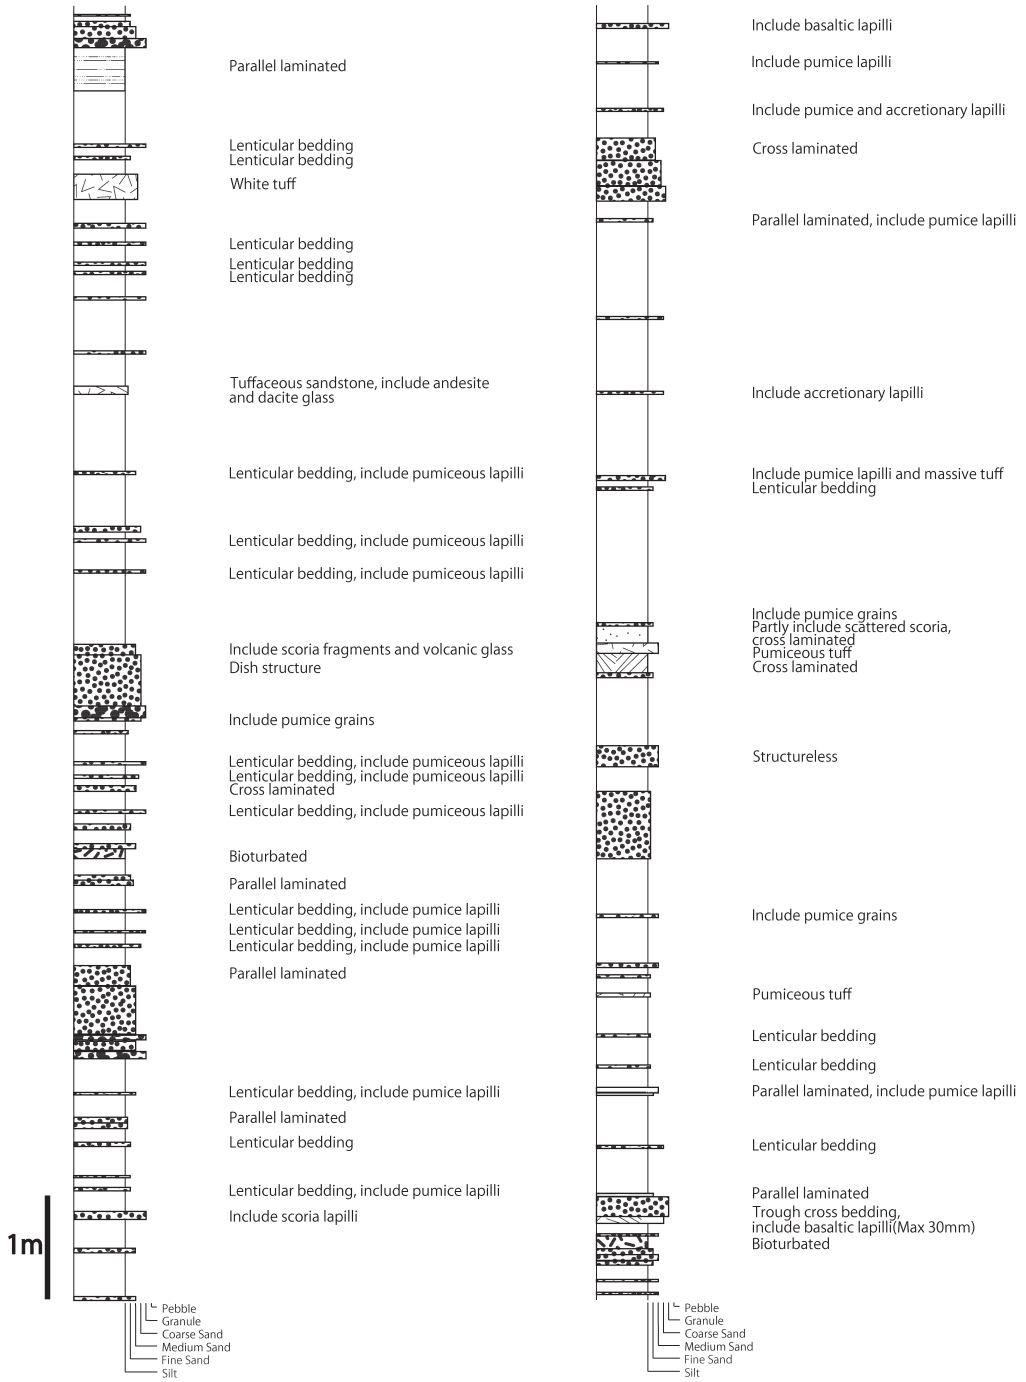 Parallel laminated
Lenticular bedding
Lenticular bedding
White tuff
Lenticular bedding
Lenticular bedding
Lenticular bedding
Tuffaceous sandstone, include andesite
and dacite glass
Lenticular bedding, include pumiceous lapilli
Lenticular bedding, include pumiceous lapilli
Lenticular bedding, include pumiceous lapilli
Include scoria fragments and volcanic glass
Dish structure
Include pumice grains
Lenticular bedding, include pumiceous lapilli
Lenticular bedding, include pumiceous lapilli
Cross laminated
Lenticular bedding, include pumiceous lapilli
Bioturbated
Parallel laminated
Lenticular bedding, include pumice lapilli
Lenticular bedding, include pumice lapilli
Lenticular bedding, include pumice lapilli
Parallel laminated
Lenticular bedding, include pumice lapilli
Parallel laminated
Lenticular bedding
Lenticular bedding, include pumice lapilli
Include scoria lapilli
1m
Pebble
Granule
Coarse Sand
Medium Sand
Fine Sand
Silt
Include basaltic lapilli
Include pumice lapilli
Include pumice and accretionary lapilli
Cross laminated
Parallel laminated, include pumice lapilli
Include accretionary lapilli
Include pumice lapilli and massive tuff
Lenticular bedding
Include pumice grains
Partly include scattered scoria,
cross laminated
Pumiceous tuff
Cross laminated
Structureless
Include pumice grains
Pumiceous tuff
Lenticular bedding
Lenticular bedding
Parallel laminated, include pumice lapilli
Lenticular bedding
Parallel laminated
Trough cross bedding,
include basaltic lapilli(Max 30mm)
Bioturbated
Pebble
Granule
Coarse Sand
Medium Sand
Fine Sand
Silt